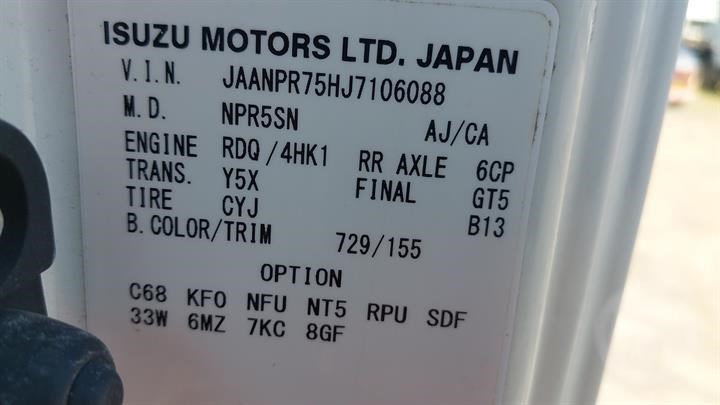 ISUZU MOTORS LTD. JAPAN
V.I.N. JAANPR75HJ7106088
M.D. NPR5SN AJ/CA
ENGINE RDQ/4HK1 RR AXLE 6CP
TRANS. Y5X FINAL GT5
TIRE CYJ B13
B.COLOR/TRIM 729/155
OPTION
C68 KFO NFU NT5 RPU SDF
33W 6MZ 7KC 8GF